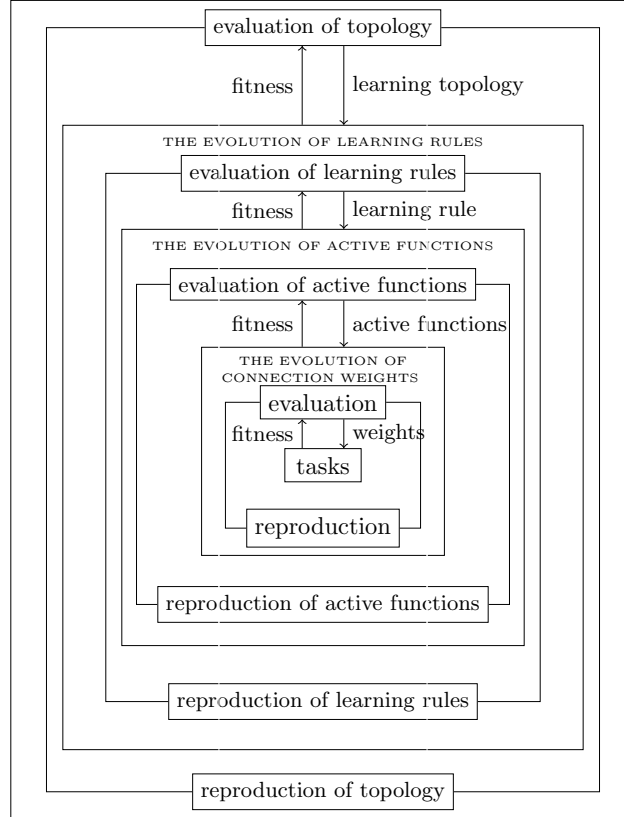 evaluation of topology
fitness
learning topology
THE EVOLUTION OF LEARNING RULES
evaluation of learning rules
fitness
learning rule
THE EVOLUTION OF ACTIVE FUNCTIONS
evaluation of active functions
fitness
active functions
THE EVOLUTION OF
CONNECTION WEIGHTS
evaluation
fitness
weights
tasks
reproduction
reproduction of active functions
reproduction of learning rules
reproduction of topology